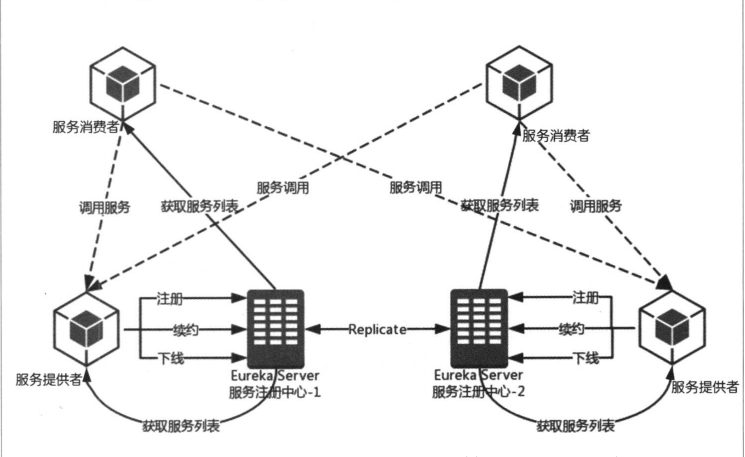 服务消费者
服务消费者
调用服务
获取服务列表
服务调用
服务调用
获取服务列表
调用服务
注册
续约
下线
Replicate
注册
续约
下线
服务提供者
Eureka Server
服务注册中心-1
Eureka Server
服务注册中心-2
服务提供者
获取服务列表
获取服务列表